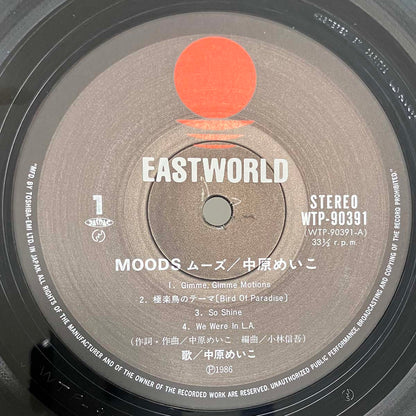 EASTWORLD
1
STEREO
WTP-90391
(WTP-90391-A)
33⅓ r.p.m.
MOODS ムーズ／中原めいこ
1. Gimme, Gimme Motions
2. 極楽鳥のテーマ[Bird Of Paradise]
3. So Shine
4. We Were In L.A.
(作詞・作曲／中原めいこ 編曲／小林信吾)
歌／中原めいこ
Ⓟ1986
"MF'D. BY TOSHIBA-EMI LTD. IN JAPAN. ALL RIGHTS OF THE MANUFACTURER AND OF THE OWNER OF THE RECORDED WORK ARE RESERVED. UNAUTHORIZED PUBLIC PERFORMANCE, BROADCASTING AND COPYING OF THE RECORD PROHIBITED."